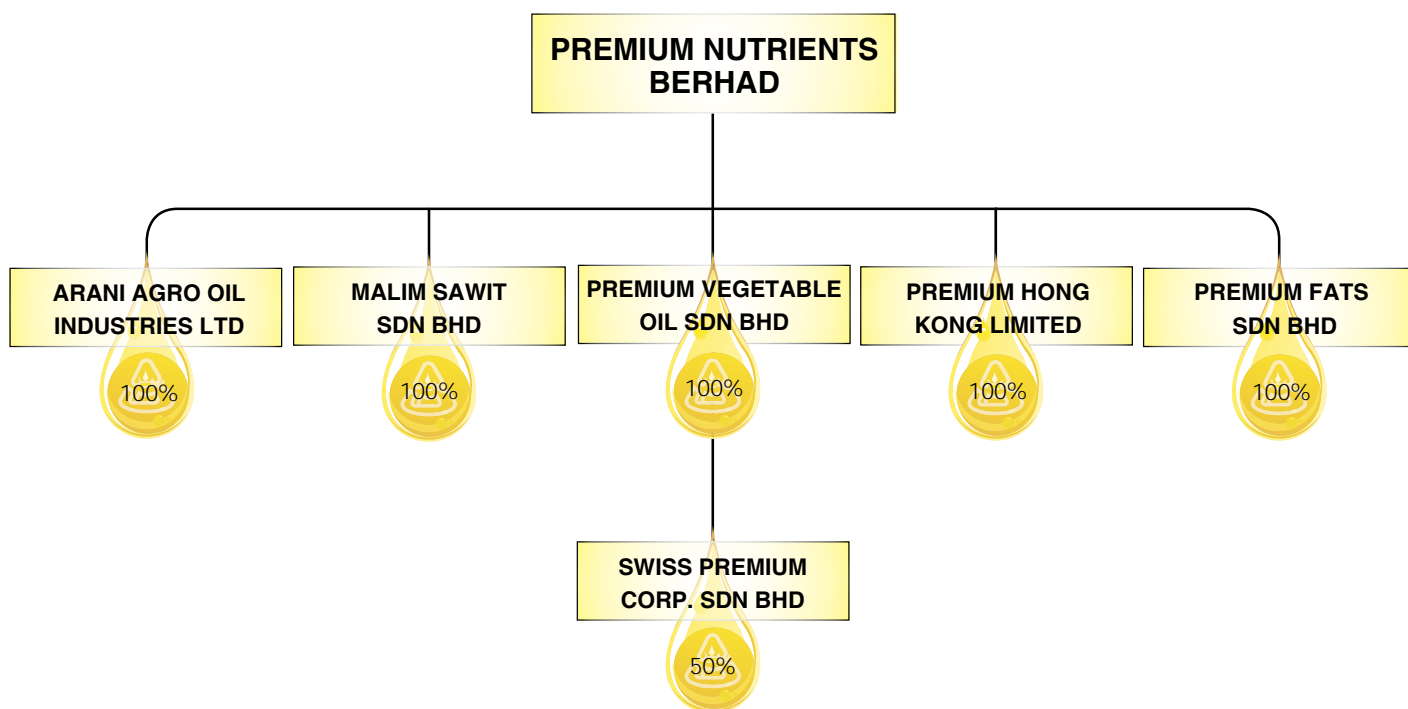 PREMIUM NUTRIENTS
BERHAD
ARANI AGRO OIL
INDUSTRIES LTD
100%
MALIM SAWIT
SDN BHD
100%
PREMIUM VEGETABLE
OIL SDN BHD
100%
PREMIUM HONG
KONG LIMITED
100%
PREMIUM FATS
SDN BHD
100%
SWISS PREMIUM
CORP. SDN BHD
50%